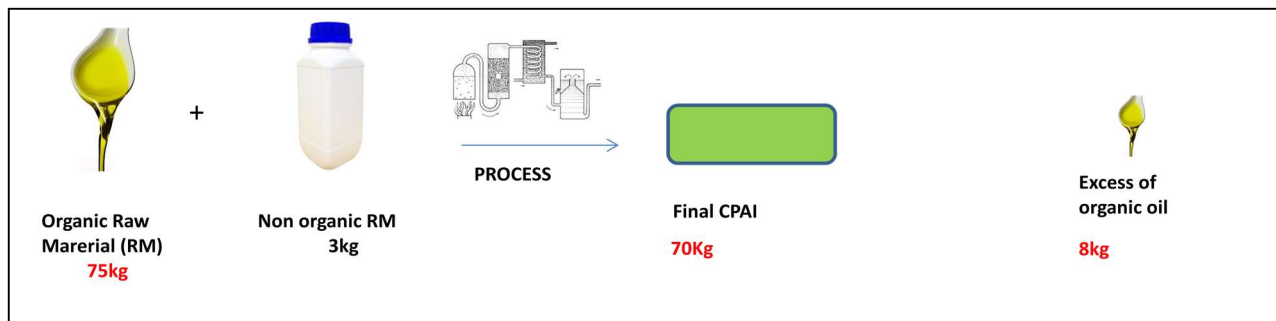 +
PROCESS
Organic Raw
Marerial (RM)
75kg
Non organic RM
3kg
Final CPAI
70Kg
Excess of
organic oil
8kg